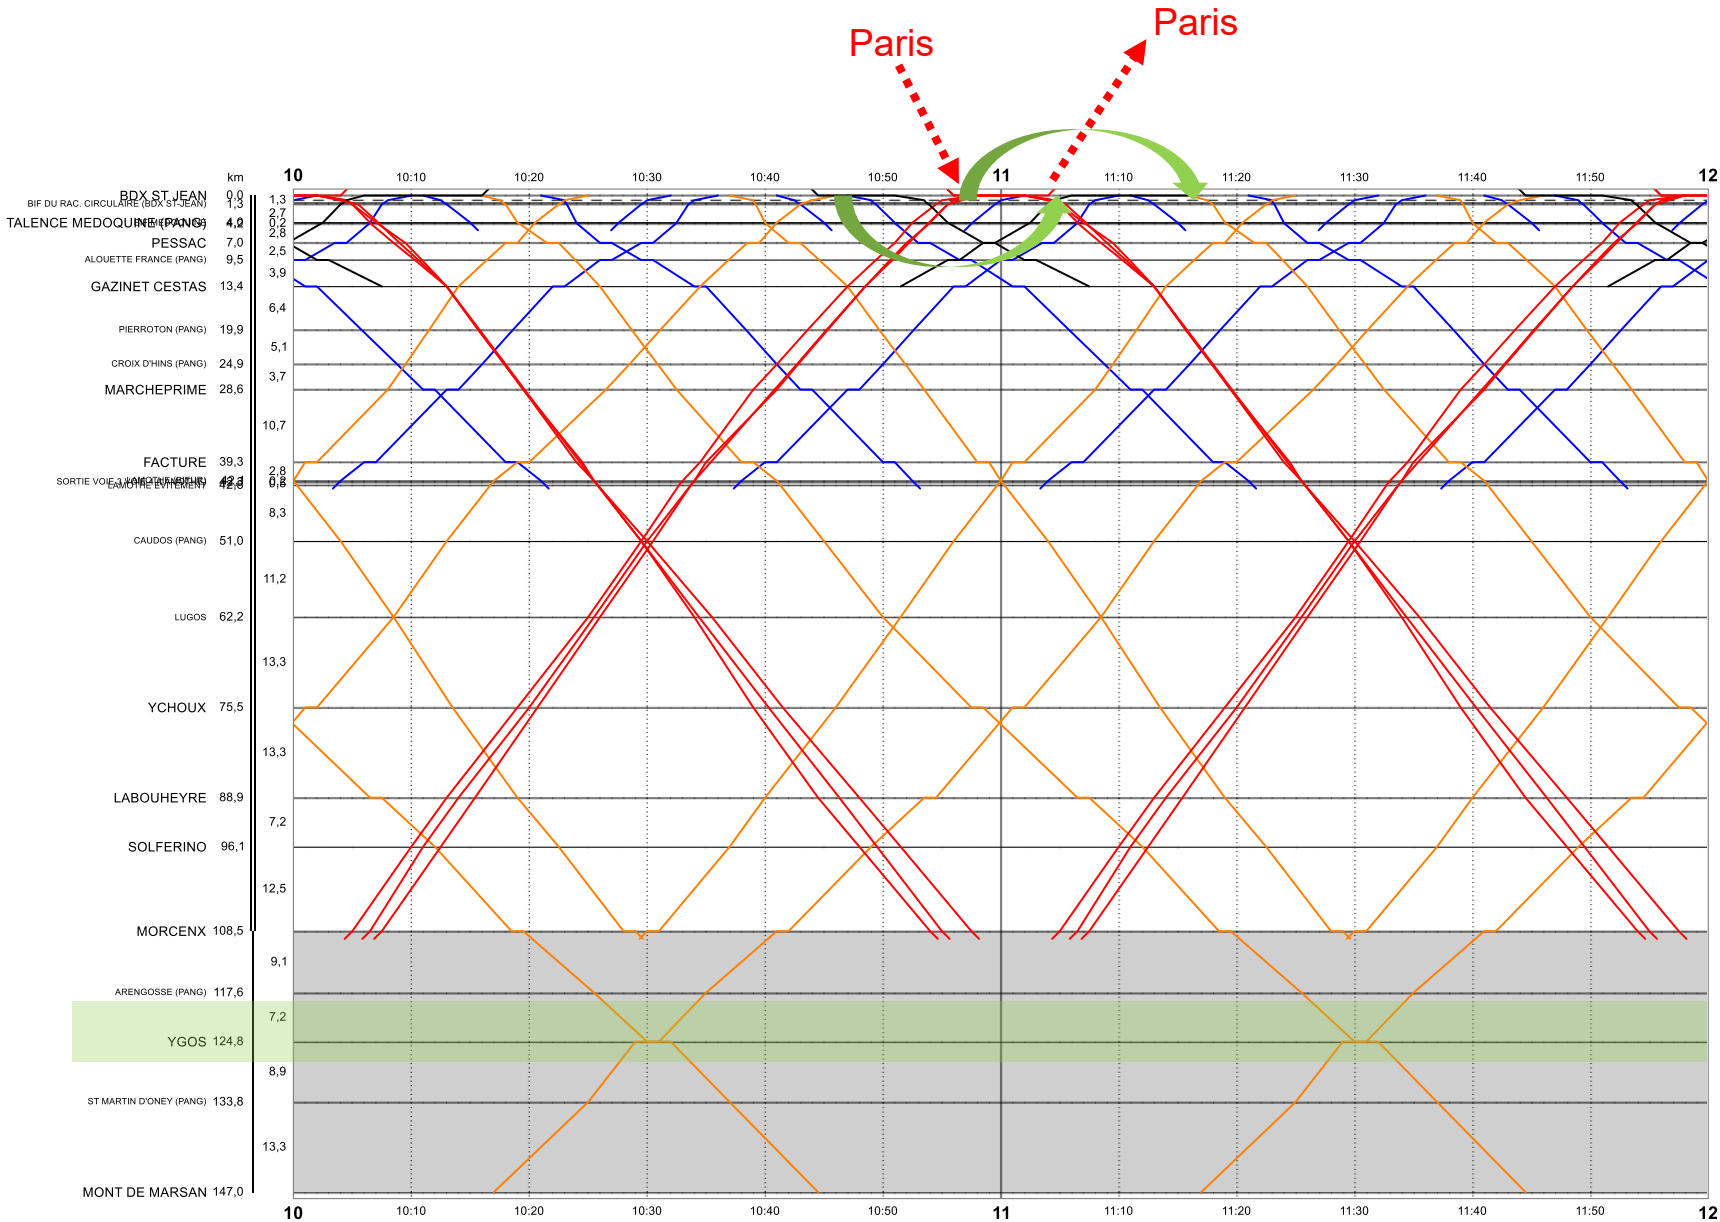 Paris
Paris
km
10 10:10 10:20 10:30 10:40 10:50 11 11:10 11:20 11:30 11:40 11:50 12
BDX ST JEAN 0,0
1,3
BIF DU RAC. CIRCULAIRE (BDX ST-JEAN) 1,3
2,7
TALENCE MEDOQUINE (PANG) 4,2
0,2
2,8
PESSAC 7,0
2,5
ALOUETTE FRANCE (PANG) 9,5
3,9
GAZINET CESTAS 13,4
6,4
PIERROTON (PANG) 19,9
5,1
CROIX D'HINS (PANG) 24,9
3,7
MARCHEPRIME 28,6
10,7
FACTURE 39,3
2,8
SORTIE VOIE 3
LAMOTHE EVITEMENT
8,3
CAUDOS (PANG) 51,0
11,2
LUGOS 62,2
13,3
YCHOUX 75,5
13,3
LABOUHEYRE 88,9
7,2
SOLFERINO 96,1
12,5
MORCENX 108,5
9,1
ARENGOSSE (PANG) 117,6
7,2
YGOS 124,8
8,9
ST MARTIN D'ONEY (PANG) 133,8
13,3
MONT DE MARSAN 147,0
10 10:10 10:20 10:30 10:40 10:50 11 11:10 11:20 11:30 11:40 11:50 12